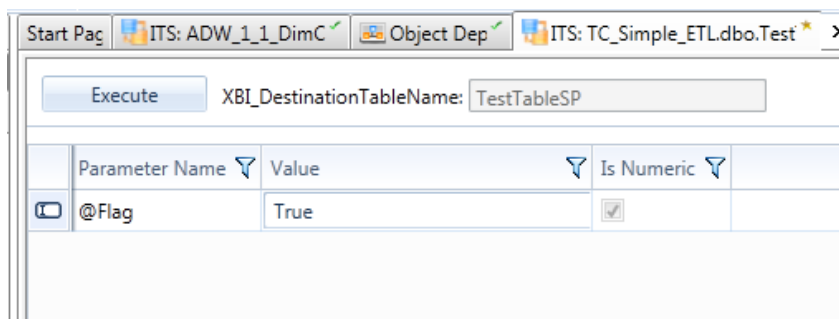 Start Pag ITS: ADW_1_1_DimC Object Dep ITS: TC_Simple_ETL.dbo.Test
Execute XBI_DestinationTableName: TestTableSP
Parameter Name Value Is Numeric
@Flag True